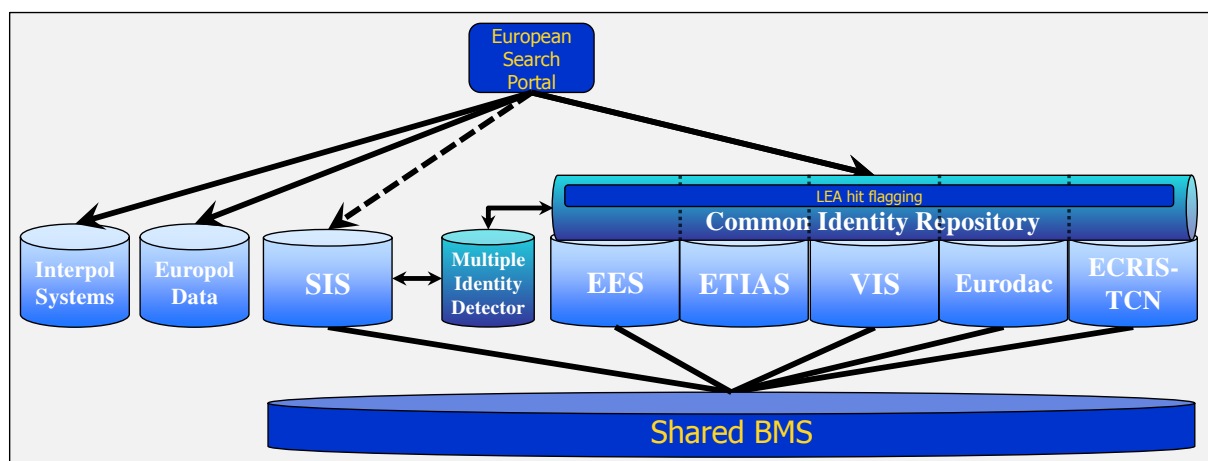 European
Search
Portal
LEA hit flagging
Common Identity Repository
Interpol
Systems
Europol
Data
SIS
Multiple
Identity
Detector
EES
ETIAS
VIS
Eurodac
ECRIS-
TCN
Shared BMS